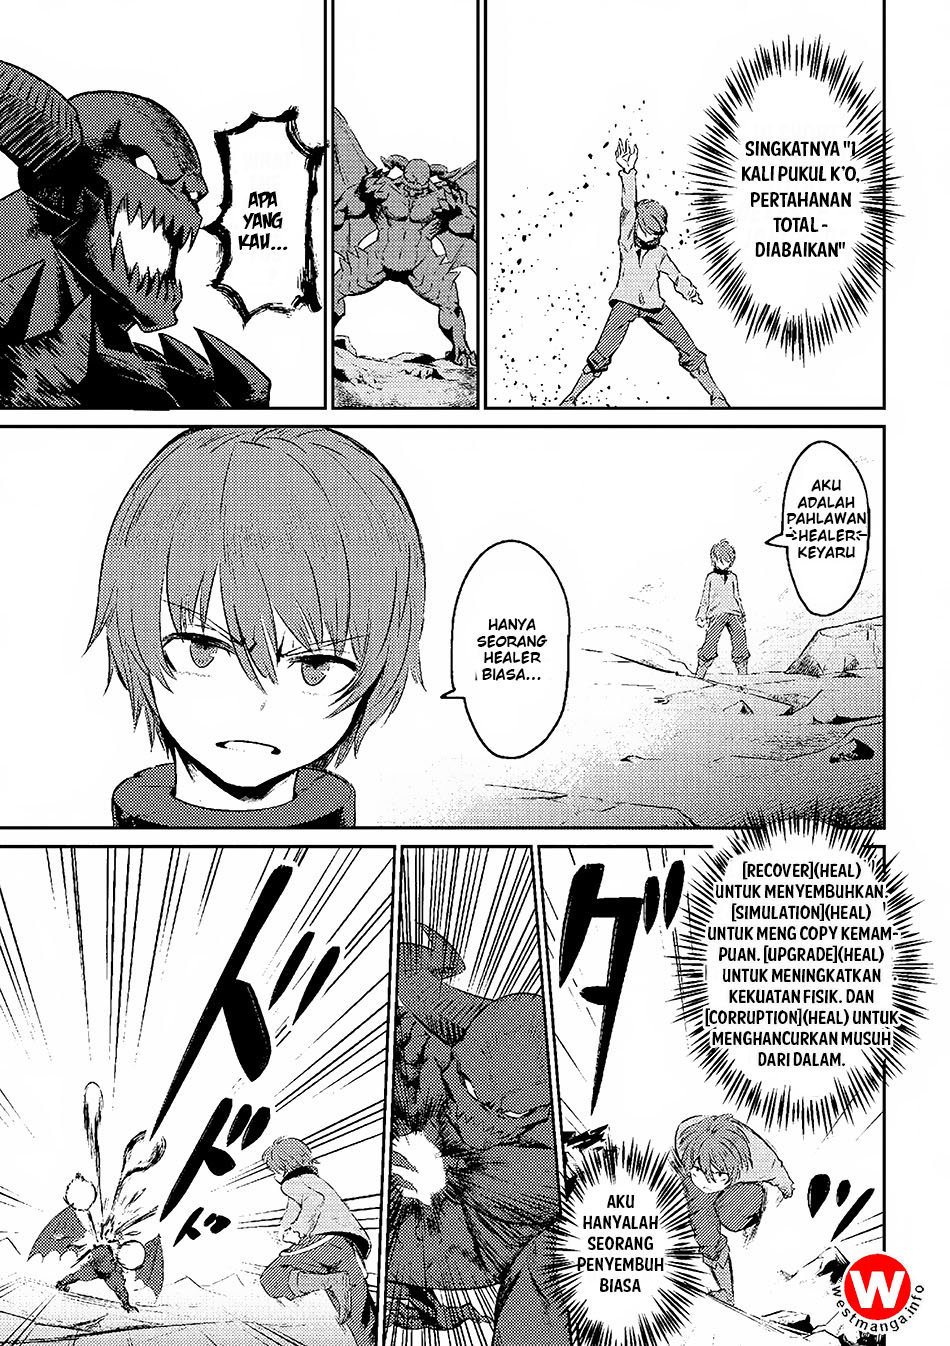 SINGKATNYA "1
KALI PUKUL K'O,
PERTAHANAN
TOTAL -
DIABAIKAN"
APA
YANG
KAU...
AKU
ADALAH
PAHLAWAN
-HEALER-
KEYARU
HANYA
SEORANG
HEALER
BIASA...
[RECOVER](HEAL)
UNTUK MENYEMBUHKAN.
[SIMULATION](HEAL)
UNTUK MENG COPY KEMAM-
PUAN. [UPGRADE](HEAL)
UNTUK MENINGKATKAN
KEKUATAN FISIK. DAN
[CORRUPTION](HEAL) UNTUK
MENGHANCURKAN MUSUH
DARI DALAM.
ダッ
AKU
HANYALAH
SEORANG
PENYEMBUH
BIASA
ドドド
W
westmanga.info